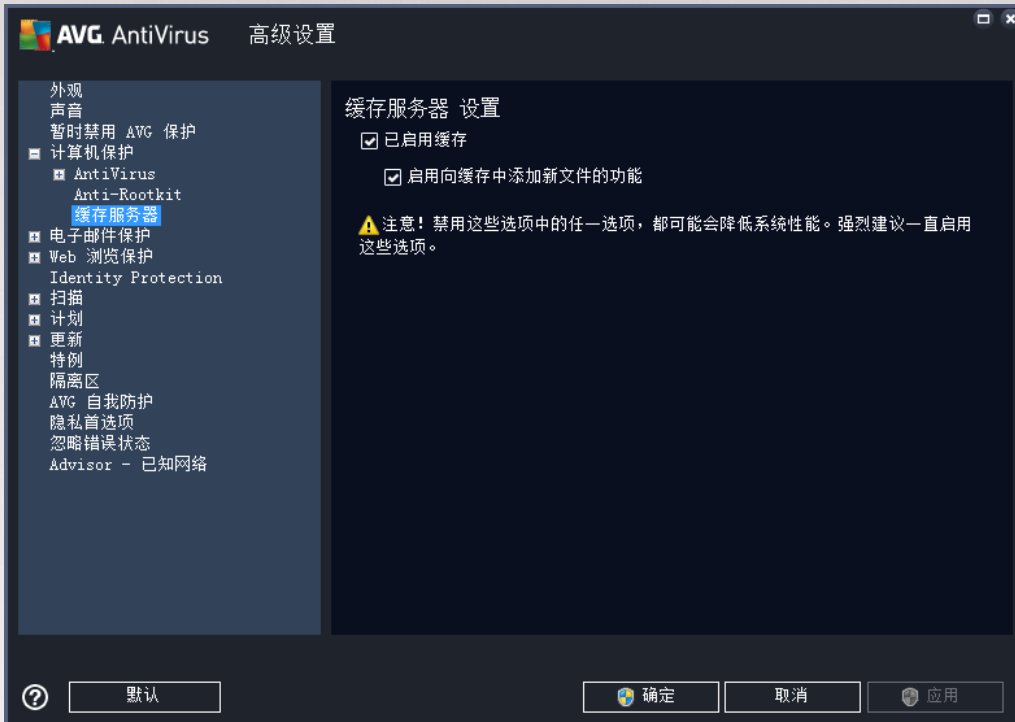 AVG. AntiVirus 高级设置
外观
声音
暂时禁用 AVG 保护
计算机保护
AntiVirus
Anti-Rootkit
缓存服务器
电子邮件保护
Web 浏览保护
Identity Protection
扫描
计划
更新
特例
隔离区
AVG 自我防护
隐私首选项
忽略错误状态
Advisor - 已知网络
缓存服务器 设置
已启用缓存
启用向缓存中添加新文件的功能
注意！禁用这些选项中的任一选项，都可能会降低系统性能。强烈建议一直启用
这些选项。
默认 确定 取消 应用